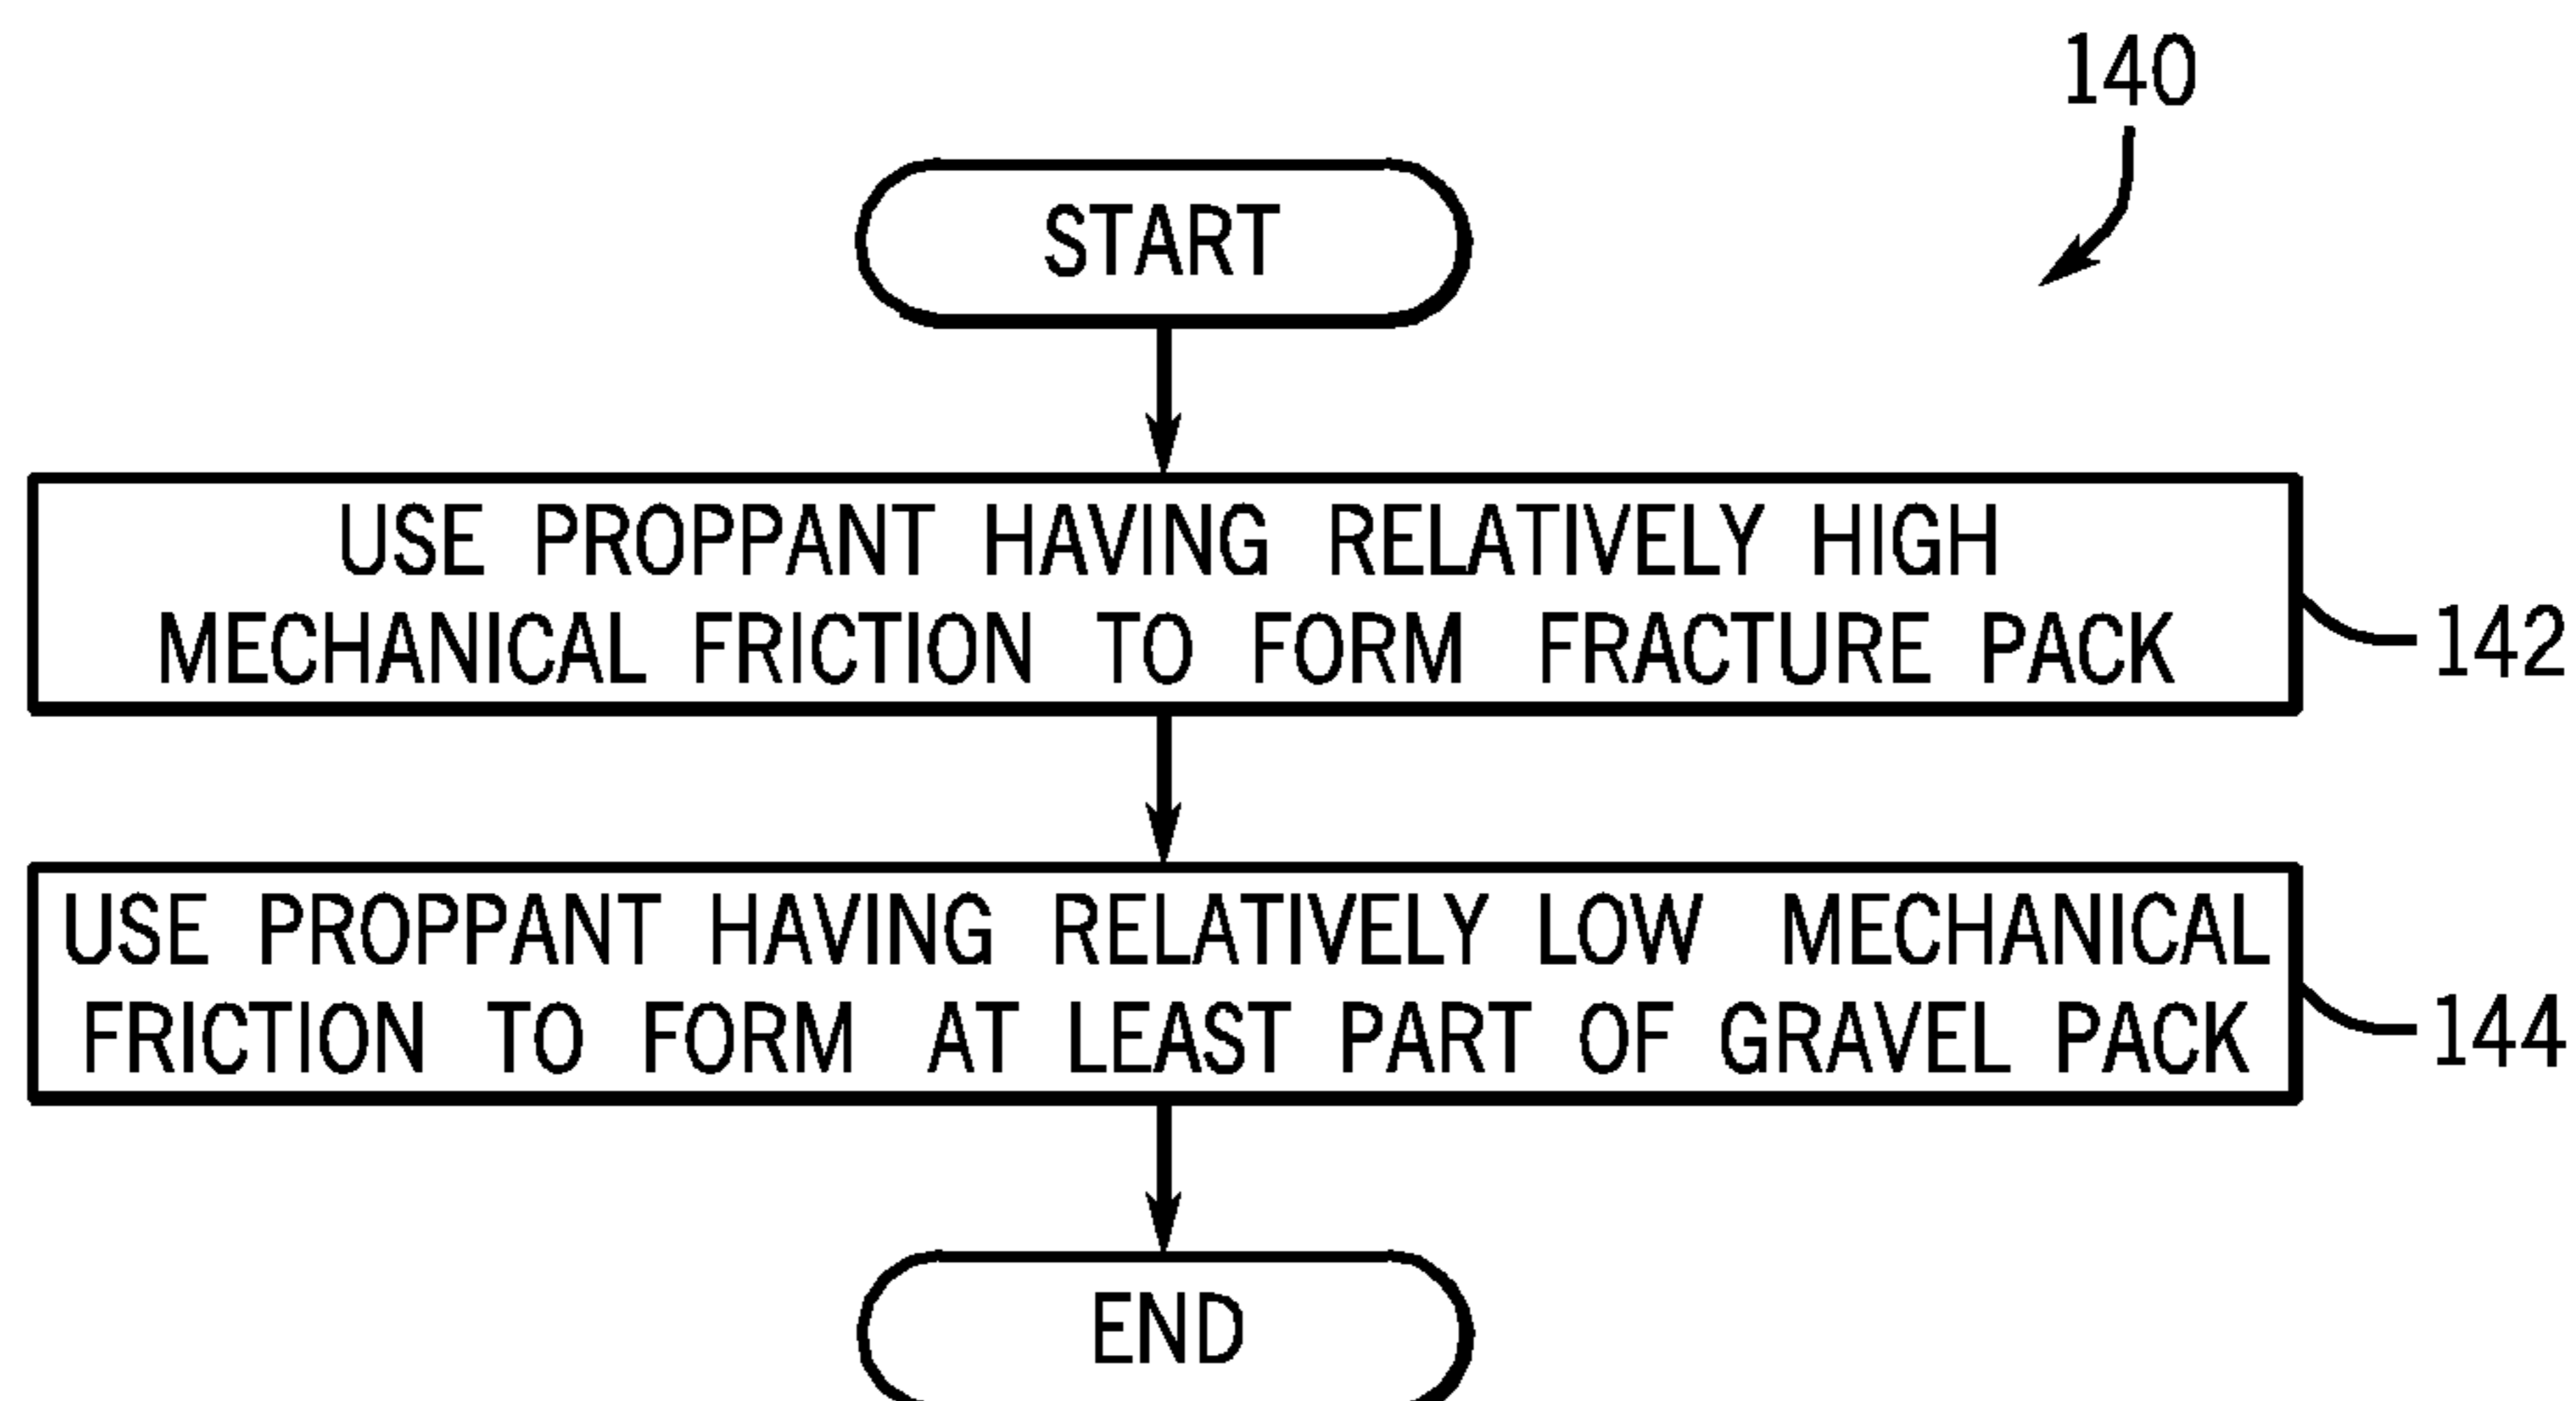 140
START
USE PROPPANT HAVING RELATIVELY HIGH
MECHANICAL FRICTION TO FORM FRACTURE PACK
142
USE PROPPANT HAVING RELATIVELY LOW MECHANICAL
FRICTION TO FORM AT LEAST PART OF GRAVEL PACK
144
END